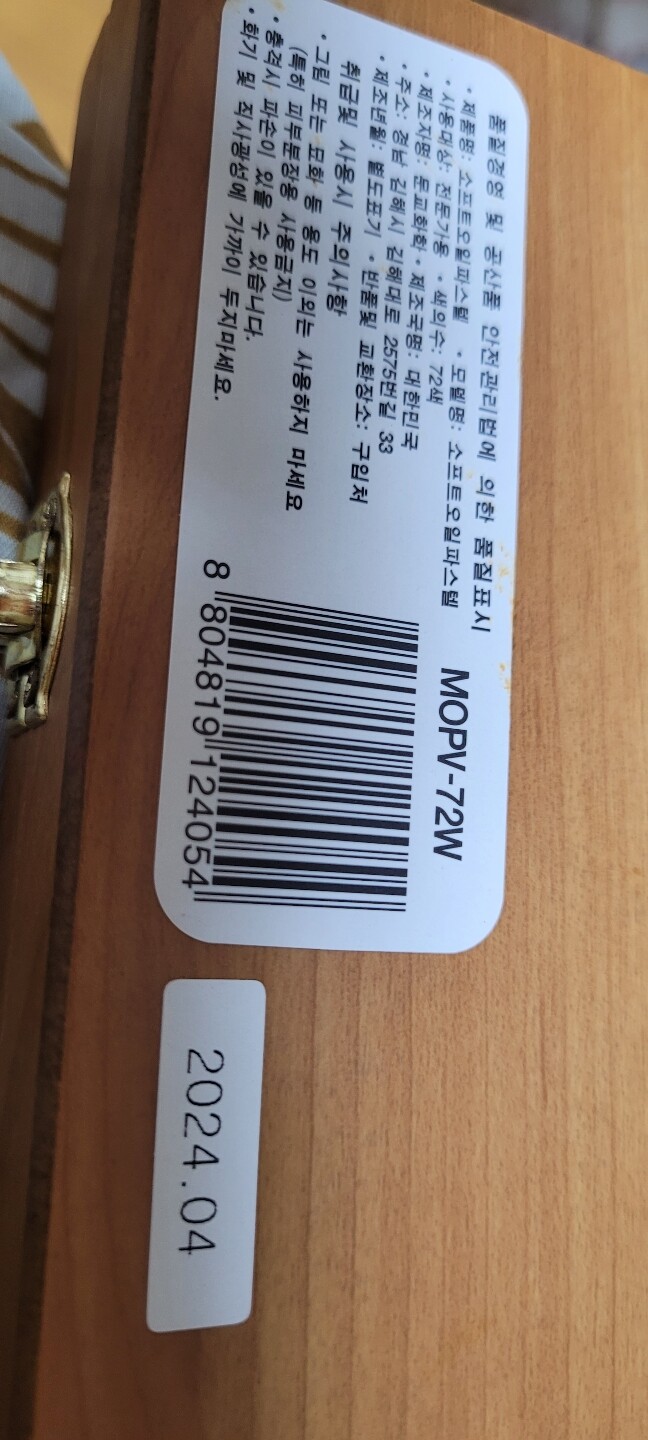 품질경영 및 공산품 안전관리법에 의한 품질표시
• 제품명: 소프트오일파스텔 • 모델명: 소프트오일파스텔
• 사용대상: 전문가용 • 색의수: 72색
• 제조자명: 문교화학 • 제조국명: 대한민국
• 주소: 경남 김해시 김해대로 2575번길 33
• 제조년월: 별도표기 • 반품및 교환장소: 구입처
취급및 사용시 주의사항
• 그림 또는 묘화 등 용도 이외는 사용하지 마세요
(특히 피부분장용 사용금지)
• 충격시 파손이 있을 수 있습니다.
• 화기 및 직사광선에 가까이 두지마세요.
MOPV-72W
8 804819 124054
2024.04